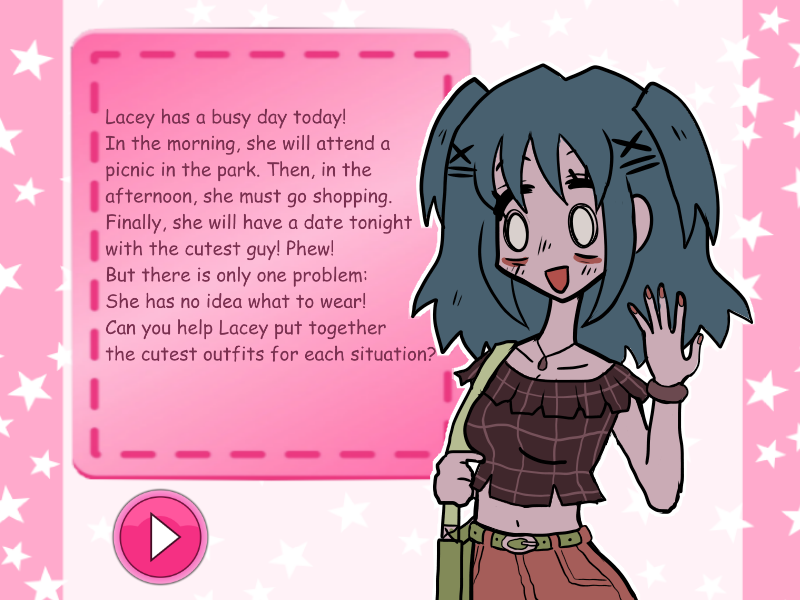 Lacey has a busy day today!
In the morning, she will attend a
picnic in the park. Then, in the
afternoon, she must go shopping.
Finally, she will have a date tonight
with the cutest guy! Phew!
But there is only one problem:
She has no idea what to wear!
Can you help Lacey put together
the cutest outfits for each situation?